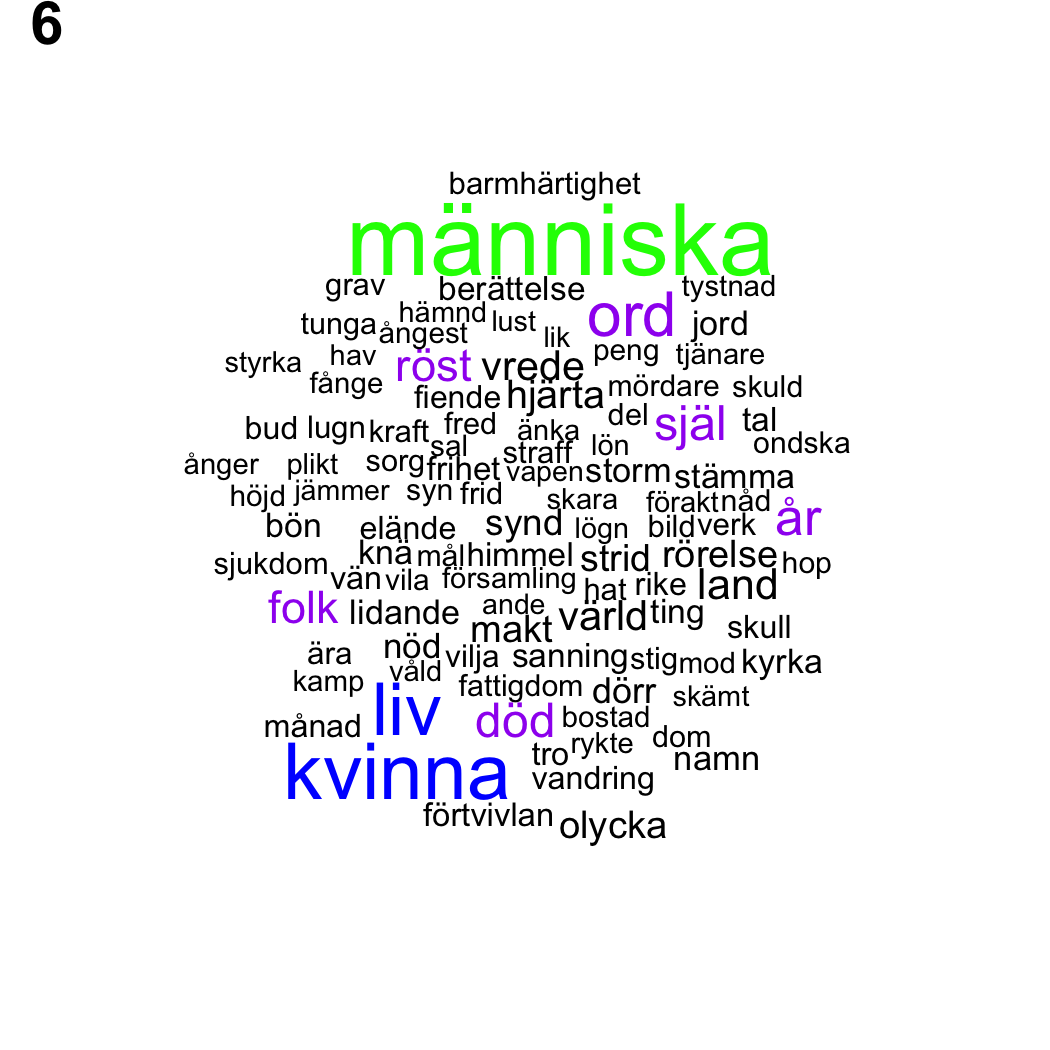 6
barmhärtighet
människa
grav berättelse tystnad
tunga hämnd lust ord jord
ångest lik
styrka hav röst vrede peng tjänare
fånge fiende hjärta mördare skuld
bud lugn kraft fred änka del själ tal
sal straff lön ondska
ånger plikt sorg frihet vapen storm stämma
höjd jämmer syn frid skara förakt nåd år
bön elände synd lögn bild verk
sjukdom knä mål himmel strid rörelse hop
vän vila församling hat rike land
folk lidande ande makt värld ting skull
ära nöd vilja sanning stig mod kyrka
kamp våld fattigdom dörr skämt
månad liv död bostad
kvinna tro rykte dom namn
vandring
förtvivlan olycka